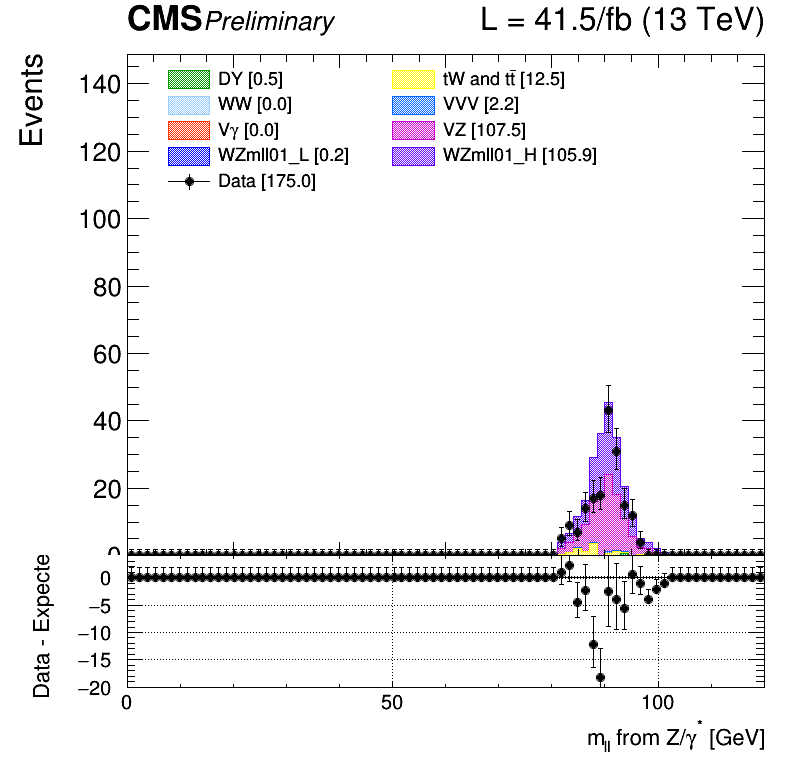 CMS Preliminary L = 41.5/fb (13 TeV)
Events
DY [0.5]
tW and tt̄ [12.5]
WW [0.0]
VVV [2.2]
Vγ [0.0]
VZ [107.5]
WZmll01_L [0.2]
WZmll01_H [105.9]
Data [175.0]
140
120
100
80
60
40
20
0
Data - Expecte
0
−5
−10
−15
−20
0 50 100
mll from Z/γ* [GeV]